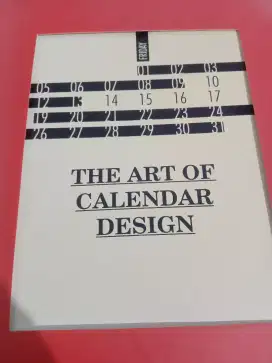 FRIDAY
01 02 03
05 06 07 08 09 10
12 13 14 15 16 17
19 20 21 22 23 24
26 27 28 29 30 31
THE ART OF
CALENDAR
DESIGN